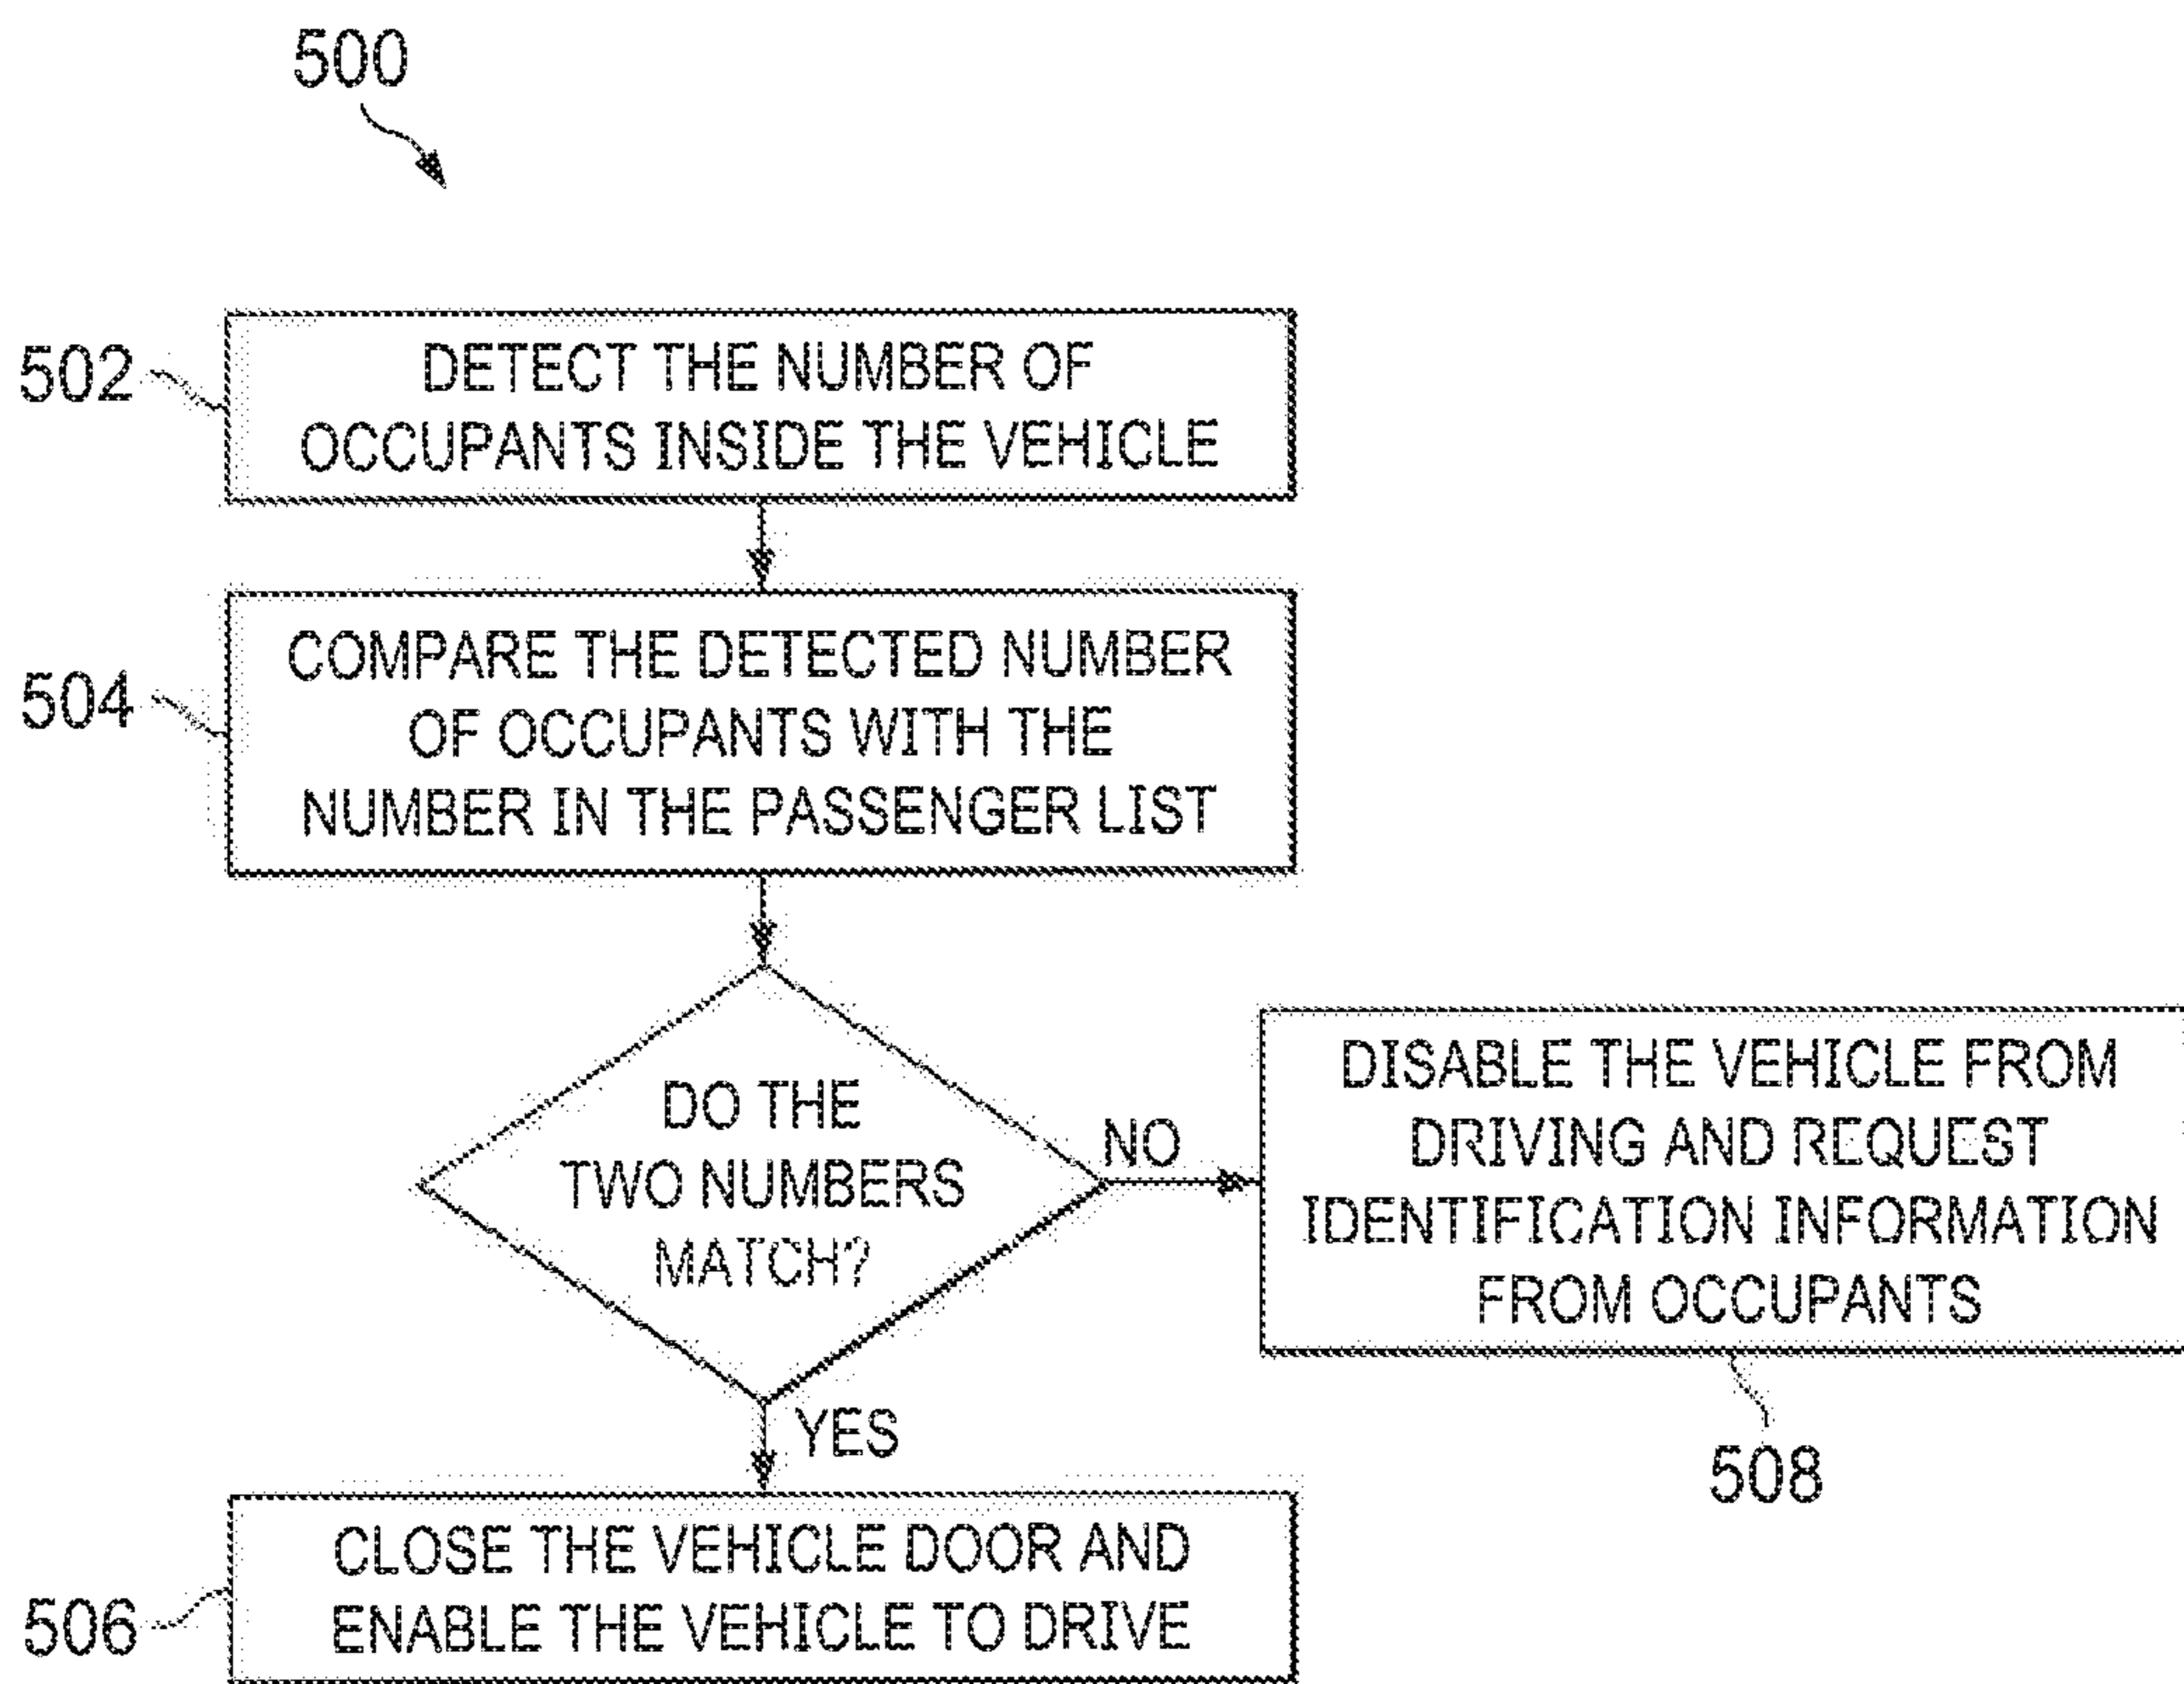 500
502
DETECT THE NUMBER OF
OCCUPANTS INSIDE THE VEHICLE
504
COMPARE THE DETECTED NUMBER
OF OCCUPANTS WITH THE
NUMBER IN THE PASSENGER LIST
DO THE
TWO NUMBERS
MATCH?
NO
DISABLE THE VEHICLE FROM
DRIVING AND REQUEST
IDENTIFICATION INFORMATION
FROM OCCUPANTS
508
YES
506
CLOSE THE VEHICLE DOOR AND
ENABLE THE VEHICLE TO DRIVE